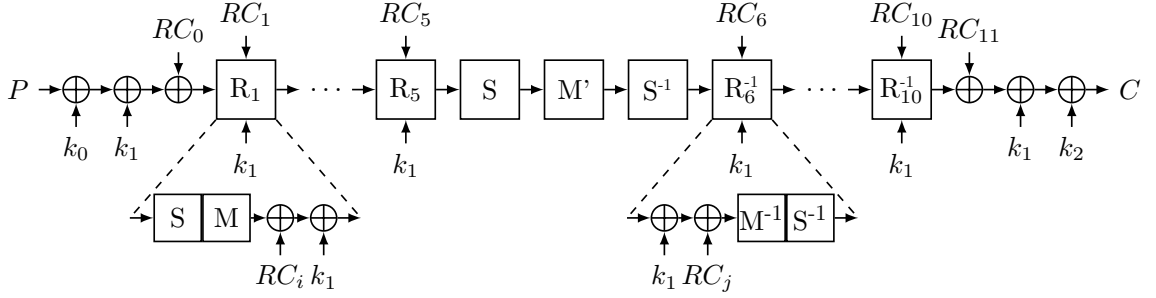 RC₁ RC₅ RC₆ RC₁₀
RC₀ RC₁₁
P R₁ ··· R₅ S M' S⁻¹ R₆⁻¹ ··· R₁₀⁻¹ C
k₀ k₁ k₁ k₁ k₁ k₁ k₁ k₂
S M M⁻¹ S⁻¹
RCᵢ k₁ k₁ RCⱼ